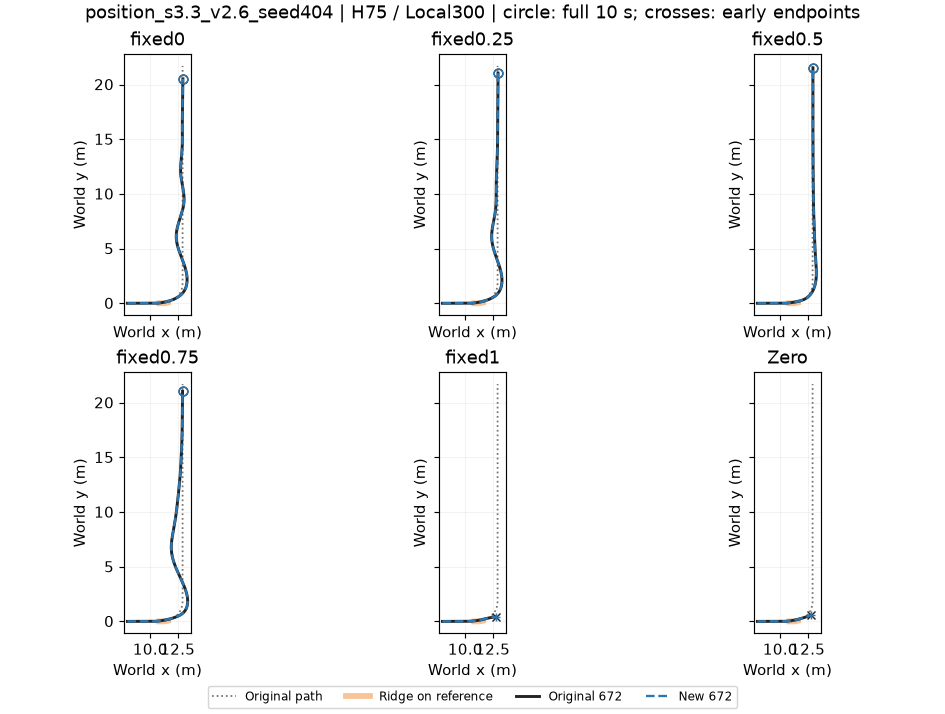 position_s3.3_v2.6_seed404 | H75 / Local300 | circle: full 10 s; crosses: early endpoints
fixed0
fixed0.25
fixed0.5
World y (m)
20
15
10
5
0
World x (m)
World y (m)
World x (m)
World y (m)
World x (m)
fixed0.75
fixed1
Zero
World y (m)
20
15
10
5
0
10.0 12.5
World x (m)
World y (m)
10.0 12.5
World x (m)
World y (m)
10.0 12.5
World x (m)
Original path
Ridge on reference
Original 672
New 672